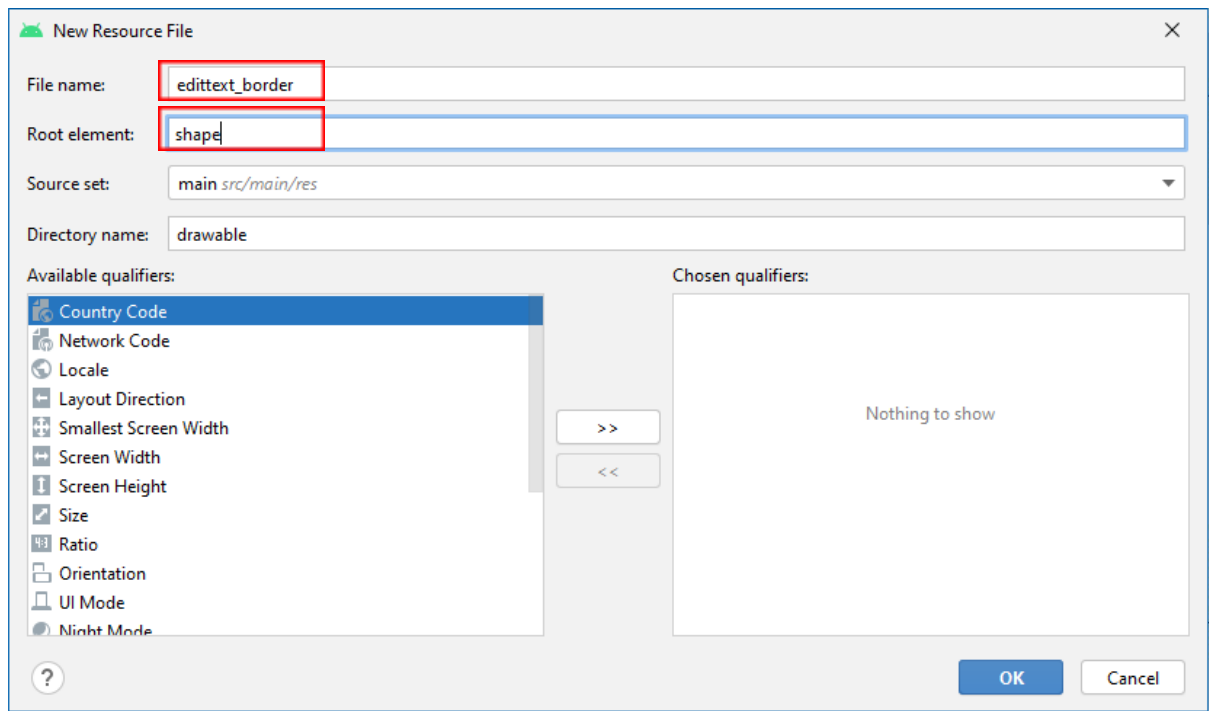 New Resource File
File name: edittext_border
Root element: shape
Source set: main src/main/res
Directory name: drawable
Available qualifiers: Chosen qualifiers:
Country Code
Network Code
Locale
Layout Direction
Smallest Screen Width
Screen Width
Screen Height
Size
Ratio
Orientation
UI Mode
Night Mode
>>
<<
Nothing to show
?
OK Cancel